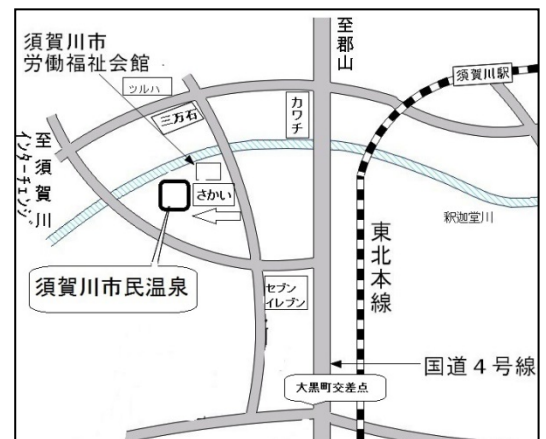 須賀川市
労働福祉会館
至郡山
ツルハ
三万石
カワチ
須賀川駅
至須賀川
インターチェンジ
さかい
釈迦堂川
須賀川市民温泉
東北本線
セブン
イレブン
国道４号線
大黒町交差点